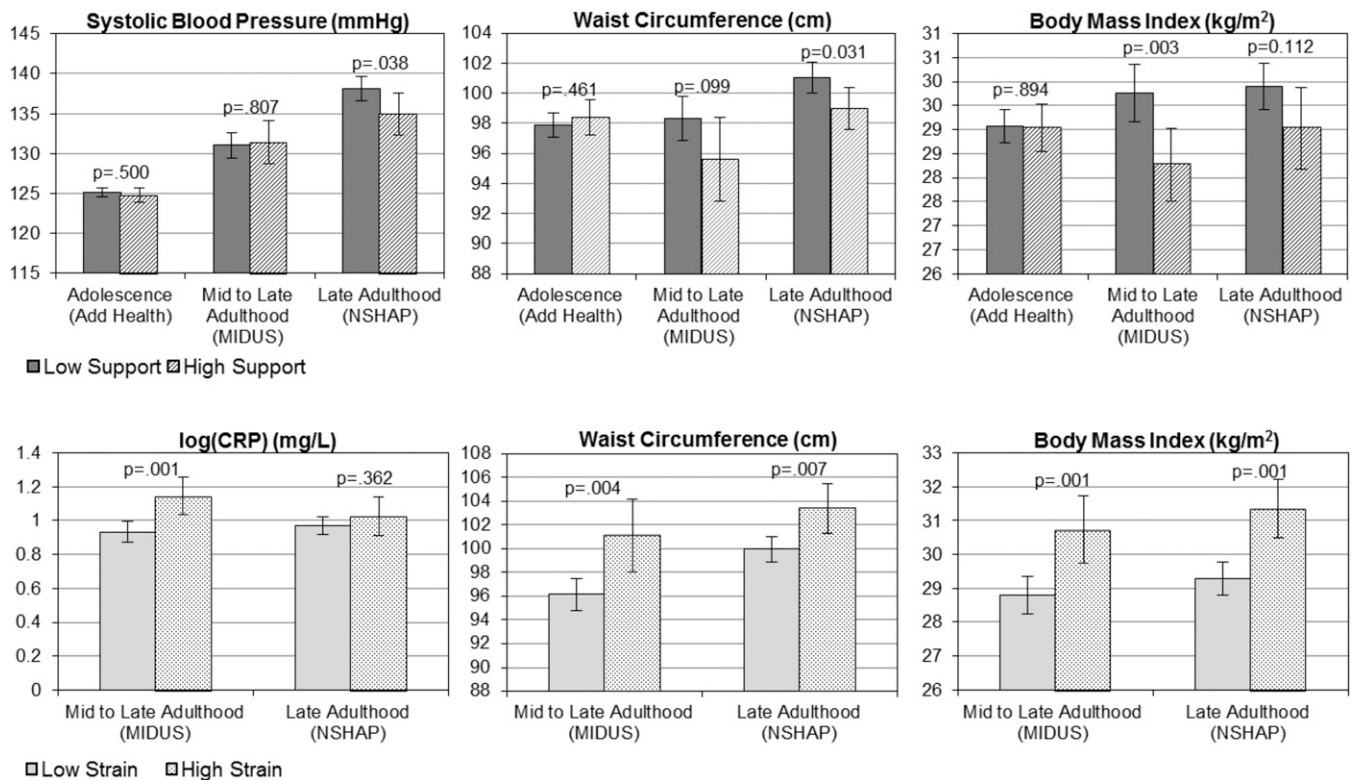 Systolic Blood Pressure (mmHg)
145
140
135
130
125
120
115
p=.500
p=.807
p=.038
Adolescence
(Add Health)
Mid to Late
Adulthood
(MIDUS)
Late Adulthood
(NSHAP)
Waist Circumference (cm)
104
102
100
98
96
94
92
90
88
p=.461
p=.099
p=0.031
Adolescence
(Add Health)
Mid to Late
Adulthood
(MIDUS)
Late Adulthood
(NSHAP)
Body Mass Index (kg/m²)
31
31
30
30
29
29
28
28
27
27
26
p=.894
p=.003
p=0.112
Adolescence
(Add Health)
Mid to Late
Adulthood
(MIDUS)
Late Adulthood
(NSHAP)
Low Support High Support
log(CRP) (mg/L)
1.4
1.2
1
0.8
0.6
0.4
0.2
0
p=.001
p=.362
Mid to Late Adulthood
(MIDUS)
Late Adulthood
(NSHAP)
Waist Circumference (cm)
108
106
104
102
100
98
96
94
92
90
88
p=.004
p=.007
Mid to Late Adulthood
(MIDUS)
Late Adulthood
(NSHAP)
Body Mass Index (kg/m²)
33
32
31
30
29
28
27
26
p=.001
p=.001
Mid to Late Adulthood
(MIDUS)
Late Adulthood
(NSHAP)
Low Strain High Strain